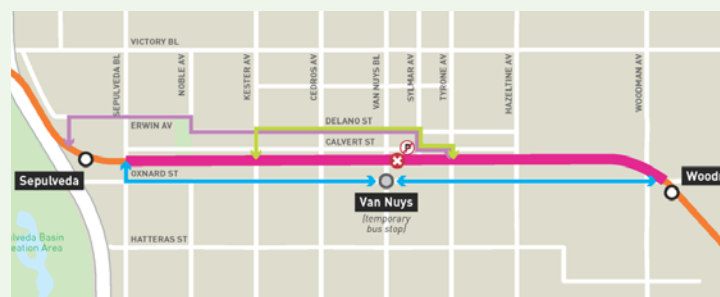 VICTORY BL
SEPULVEDA BL
NOBLE AV
KESTER AV
CEDROS AV
VAN NUYS BL
SYLMAR AV
TYRONE AV
HAZELTINE AV
WOODMAN AV
ERWIN AV
DELANO ST
CALVERT ST
P
Sepulveda
OXNARD ST
Woodm
Van Nuys
(temporary
bus stop)
HATTERAS ST
ulveda Basin
eation Area